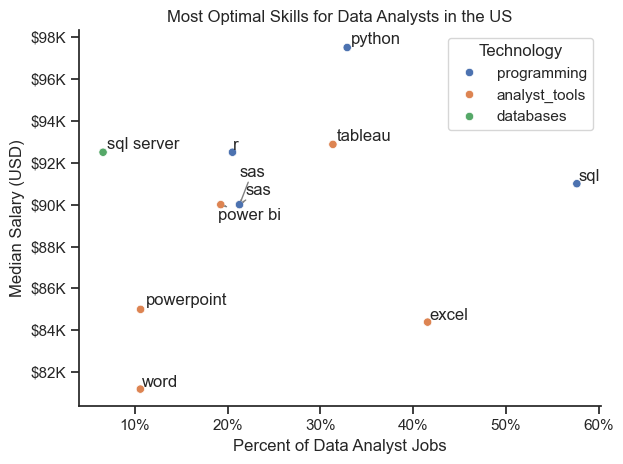 Most Optimal Skills for Data Analysts in the US
Median Salary (USD)
$98K
$96K
$94K
$92K
$90K
$88K
$86K
$84K
$82K
Technology
programming
analyst_tools
databases
python
tableau
sql server
r
sas
sas
sql
power bi
powerpoint
excel
word
10%
20%
30%
40%
50%
60%
Percent of Data Analyst Jobs